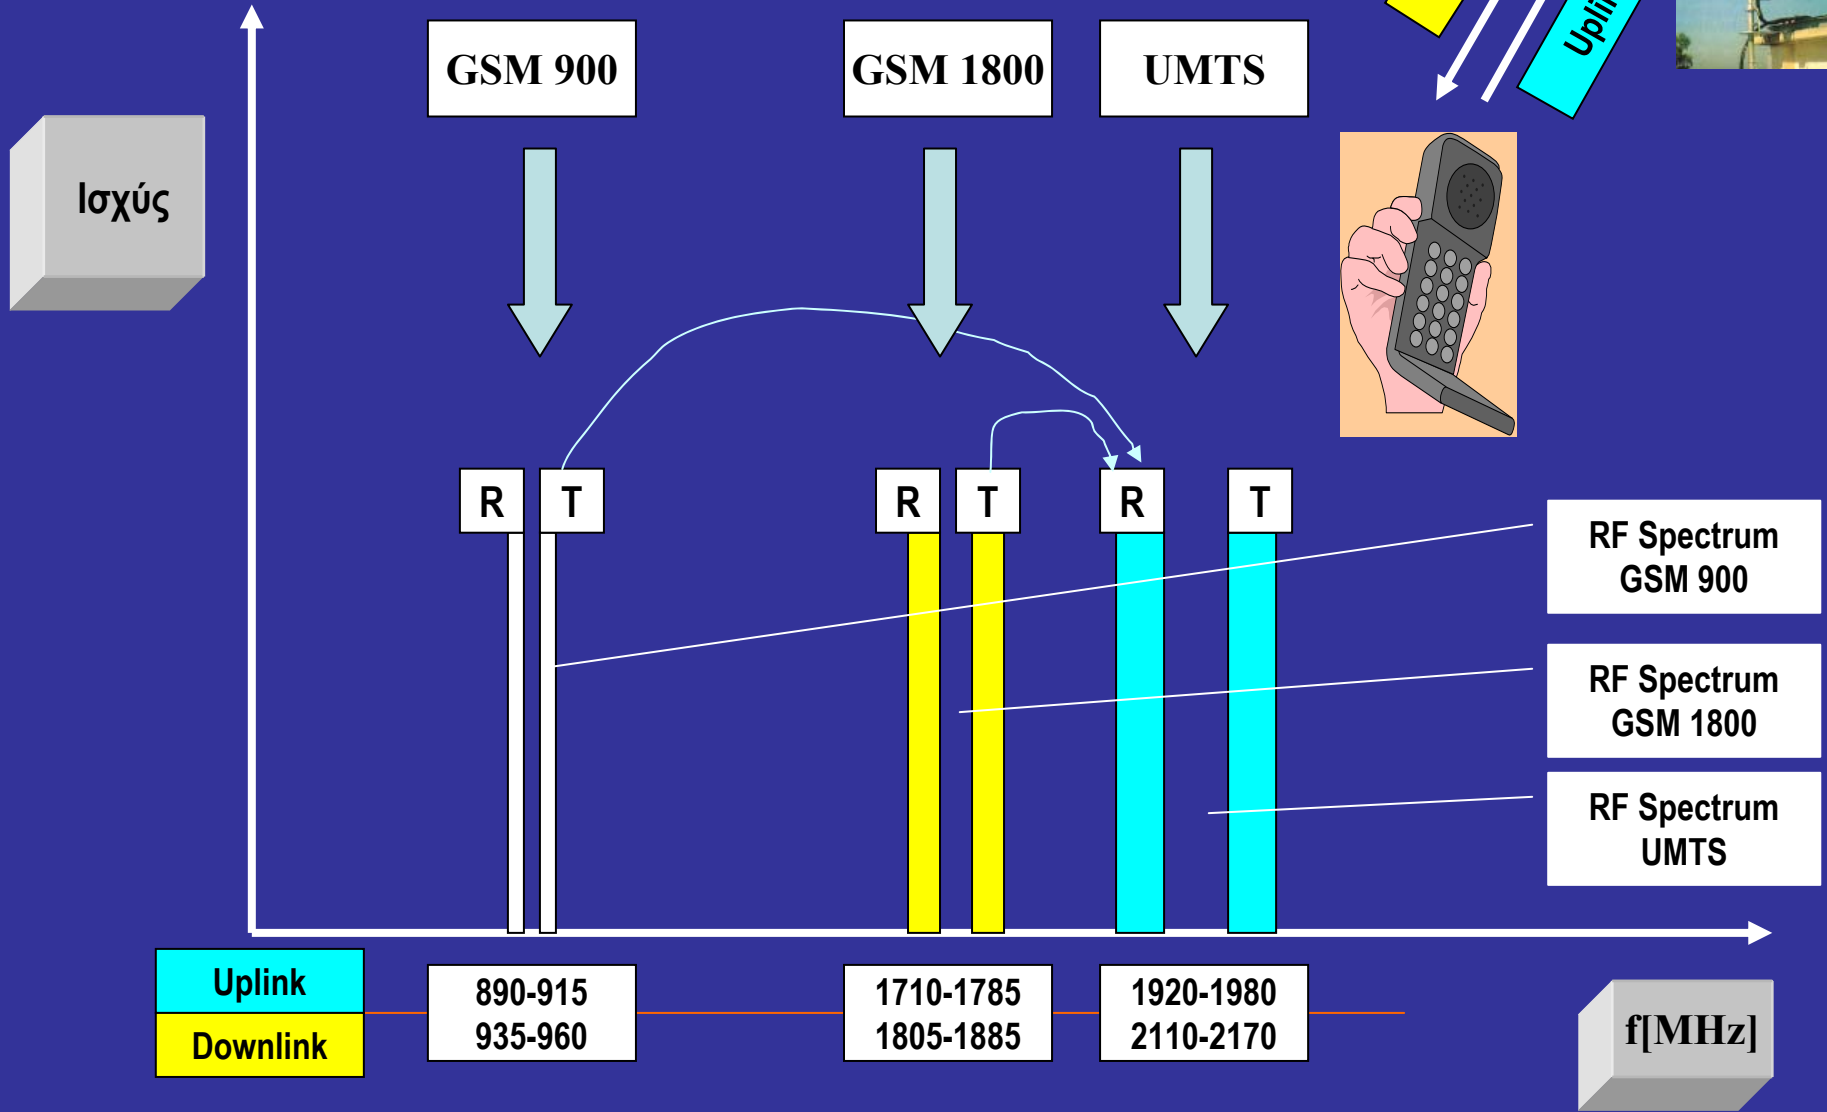 GSM 900
GSM 1800
UMTS
Ισχύς
R
T
R
T
R
T
RF Spectrum
GSM 900
RF Spectrum
GSM 1800
RF Spectrum
UMTS
Uplink
Downlink
890-915
935-960
1710-1785
1805-1885
1920-1980
2110-2170
f[MHz]